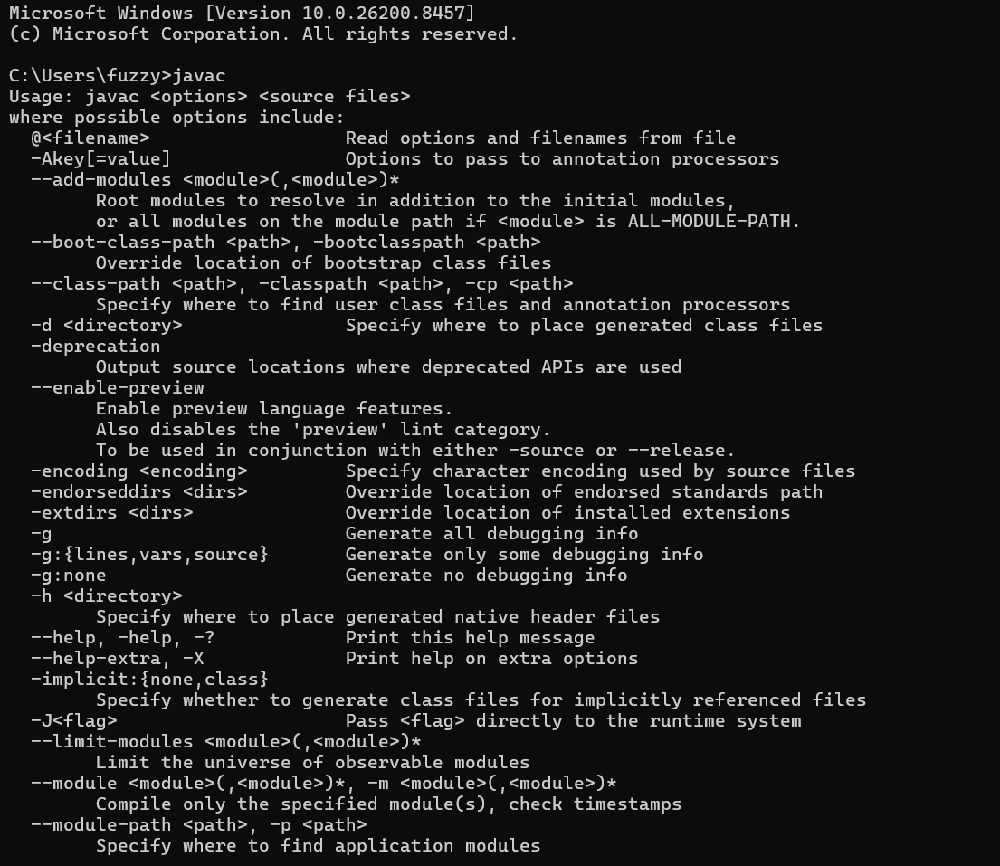 Microsoft Windows [Version 10.0.26200.8457]
(c) Microsoft Corporation. All rights reserved.

C:\Users\fuzzy>javac
Usage: javac <options> <source files>
where possible options include:
  @<filename>                  Read options and filenames from file
  -Akey[=value]                Options to pass to annotation processors
  --add-modules <module>(,<module>)*
        Root modules to resolve in addition to the initial modules,
        or all modules on the module path if <module> is ALL-MODULE-PATH.
  --boot-class-path <path>, -bootclasspath <path>
        Override location of bootstrap class files
  --class-path <path>, -classpath <path>, -cp <path>
        Specify where to find user class files and annotation processors
  -d <directory>               Specify where to place generated class files
  -deprecation
        Output source locations where deprecated APIs are used
  --enable-preview
        Enable preview language features.
        Also disables the 'preview' lint category.
        To be used in conjunction with either -source or --release.
  -encoding <encoding>         Specify character encoding used by source files
  -endorseddirs <dirs>         Override location of endorsed standards path
  -extdirs <dirs>              Override location of installed extensions
  -g                           Generate all debugging info
  -g:{lines,vars,source}       Generate only some debugging info
  -g:none                      Generate no debugging info
  -h <directory>
        Specify where to place generated native header files
  --help, -help, -?            Print this help message
  --help-extra, -X             Print help on extra options
  -implicit:{none,class}
        Specify whether to generate class files for implicitly referenced files
  -J<flag>                     Pass <flag> directly to the runtime system
  --limit-modules <module>(,<module>)*
        Limit the universe of observable modules
  --module <module>(,<module>)*, -m <module>(,<module>)*
        Compile only the specified module(s), check timestamps
  --module-path <path>, -p <path>
        Specify where to find application modules